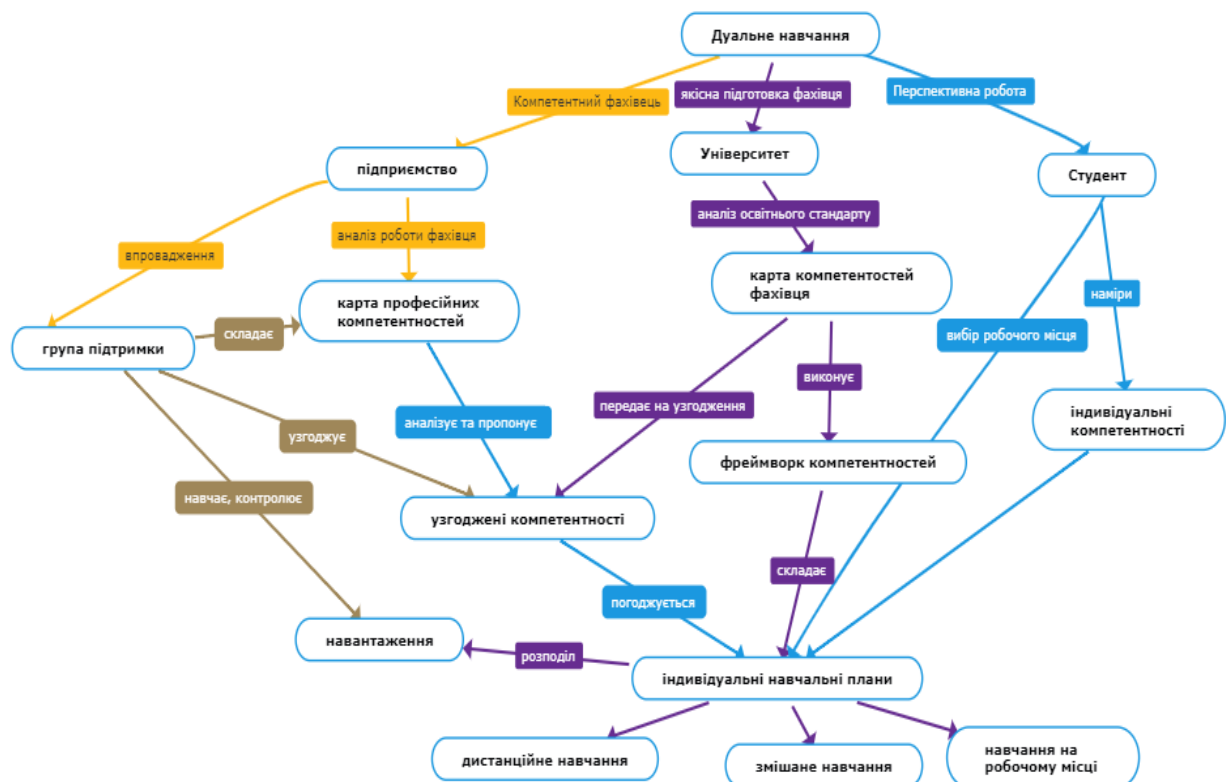 Дуальне навчання
Компетентний фахівець
якісна підготовка фахівця
Перспективна робота
підприємство
Університет
Студент
впровадження
аналіз роботи фахівця
аналіз освітнього стандарту
карта професійних
компетентностей
карта компетентостей
фахівця
наміри
група підтримки
складає
вибір робочого місця
виконує
передає на узгодження
аналізує та пропонує
узгоджує
індивідуальні
компетентності
фреймворк компетентностей
навчає, контролює
узгоджені компетентності
складає
погоджується
навантаження
розподіл
індивідуальні навчальні плани
дистанційне навчання
змішане навчання
навчання на
робочому місці